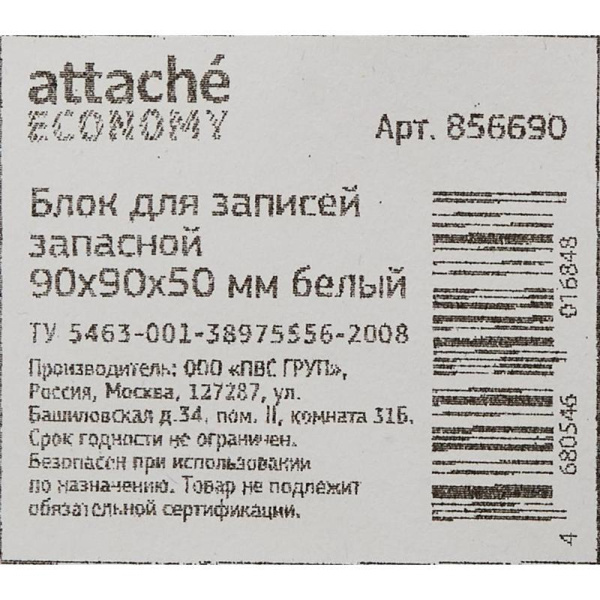 attaché
ECONOMY
Арт. 856690
Блок для записей
запасной
90х90х50 мм белый
ТУ 5463-001-38975556-2008
Производитель: ООО «ПВС ГРУП»,
Россия, Москва, 127287, ул.
Башиловская д.34, пом. II, комната 31Б.
Срок годности не ограничен.
Безопасен при использовании
по назначению. Товар не подлежит
обязательной сертификации.
4 680546 016848